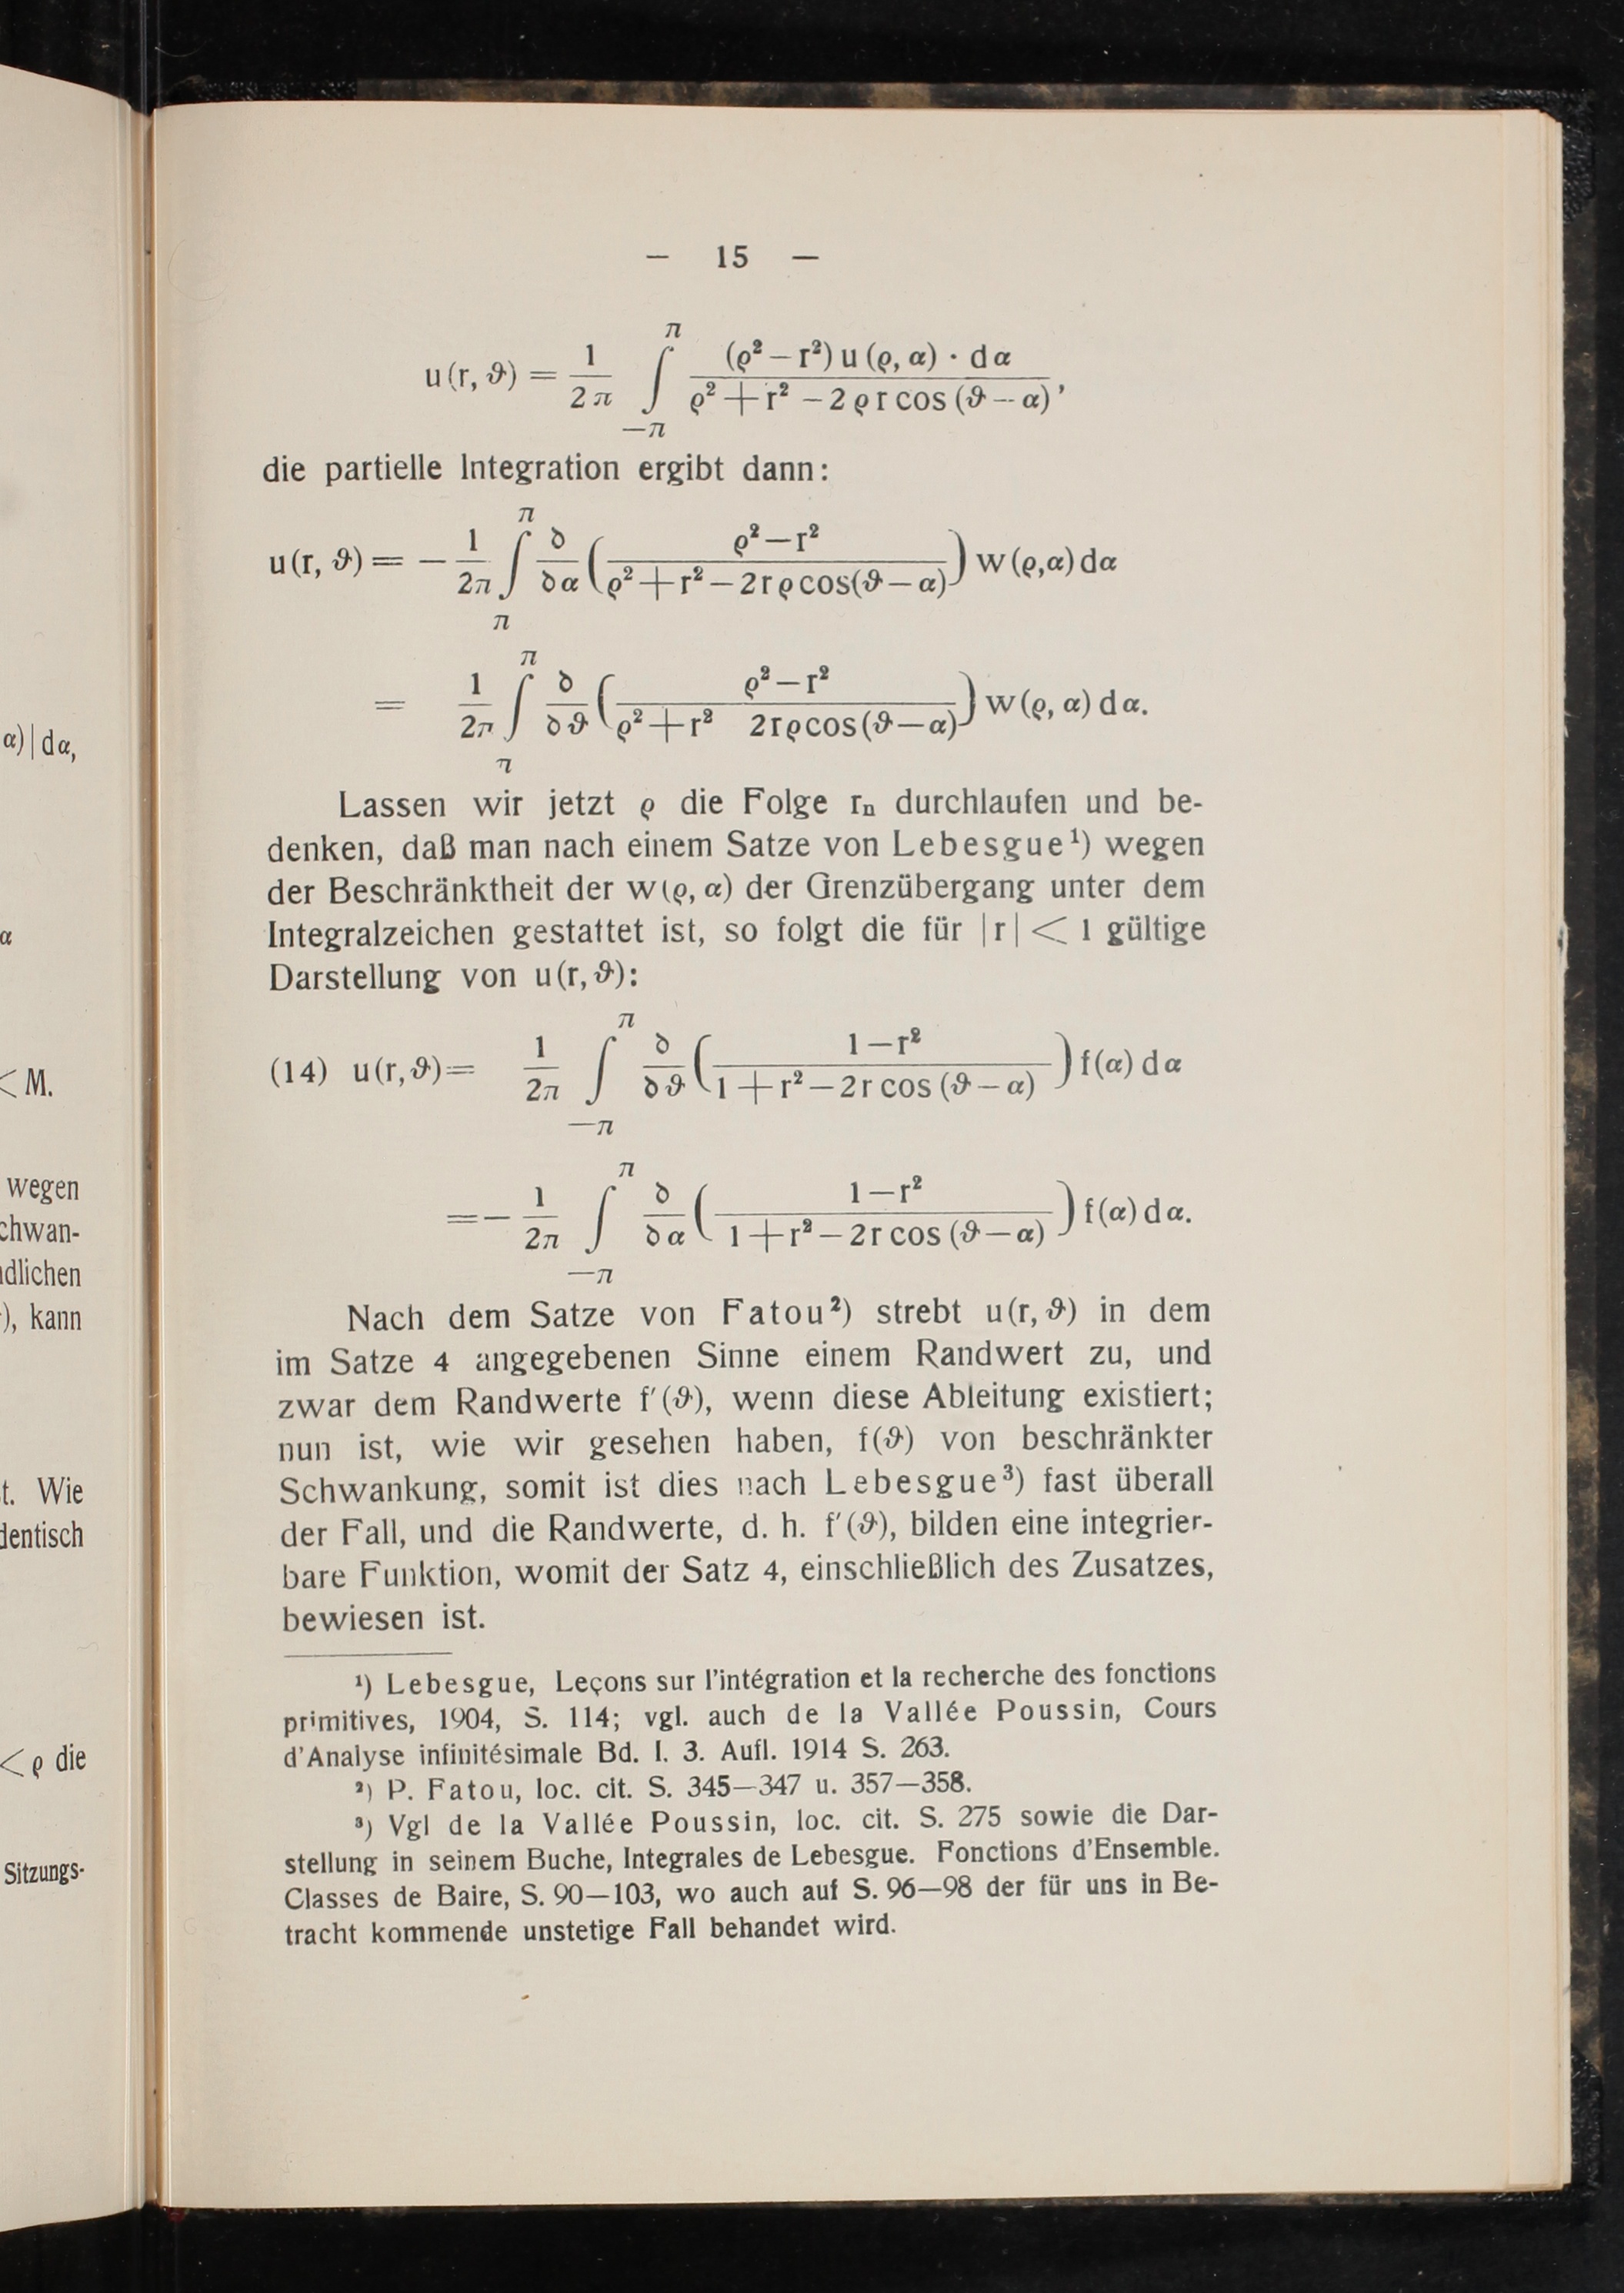 α) | dα,
α
< M.
wegen
chwan-
dlichen
), kann
t. Wie
dentisch
< ϱ die
Sitzungs-
— 15 —
u (r, ϑ) = 1/(2 π) ∫_{—π}^{π} (ϱ² — r²) u (ϱ, α) · d α / (ϱ² + r² — 2 ϱ r cos (ϑ — α)),
die partielle Integration ergibt dann:
u (r, ϑ) = — 1/(2π) ∫_{π}^{π} ∂/∂α ( (ϱ² — r²) / (ϱ² + r² — 2 r ϱ cos(ϑ — α)) ) w (ϱ,α) dα
= 1/(2π) ∫_{π}^{π} ∂/∂ϑ ( (ϱ² — r²) / (ϱ² + r² 2rϱcos(ϑ—α)) ) w (ϱ, α) d α.
Lassen wir jetzt ϱ die Folge rₙ durchlaufen und be-
denken, daß man nach einem Satze von Lebesgue¹) wegen
der Beschränktheit der w (ϱ, α) der Grenzübergang unter dem
Integralzeichen gestattet ist, so folgt die für | r | < 1 gültige
Darstellung von u (r, ϑ):
(14) u (r, ϑ) = 1/(2π) ∫_{—π}^{π} ∂/∂ϑ ( (1 — r²) / (1 + r² — 2 r cos (ϑ — α)) ) f(α) d α
= — 1/(2π) ∫_{—π}^{π} ∂/∂α ( (1 — r²) / (1 + r² — 2 r cos (ϑ — α)) ) f(α) d α.
Nach dem Satze von Fatou²) strebt u (r, ϑ) in dem
im Satze 4 angegebenen Sinne einem Randwert zu, und
zwar dem Randwerte f′(ϑ), wenn diese Ableitung existiert;
nun ist, wie wir gesehen haben, f(ϑ) von beschränkter
Schwankung, somit ist dies nach Lebesgue³) fast überall
der Fall, und die Randwerte, d. h. f′(ϑ), bilden eine integrier-
bare Funktion, womit der Satz 4, einschließlich des Zusatzes,
bewiesen ist.
¹) Lebesgue, Leçons sur l'intégration et la recherche des fonctions
primitives, 1904, S. 114; vgl. auch de la Vallée Poussin, Cours
d'Analyse infinitésimale Bd. I. 3. Aufl. 1914 S. 263.
²) P. Fatou, loc. cit. S. 345—347 u. 357—358.
³) Vgl de la Vallée Poussin, loc. cit. S. 275 sowie die Dar-
stellung in seinem Buche, Integrales de Lebesgue. Fonctions d'Ensemble.
Classes de Baire, S. 90—103, wo auch auf S. 96—98 der für uns in Be-
tracht kommende unstetige Fall behandet wird.